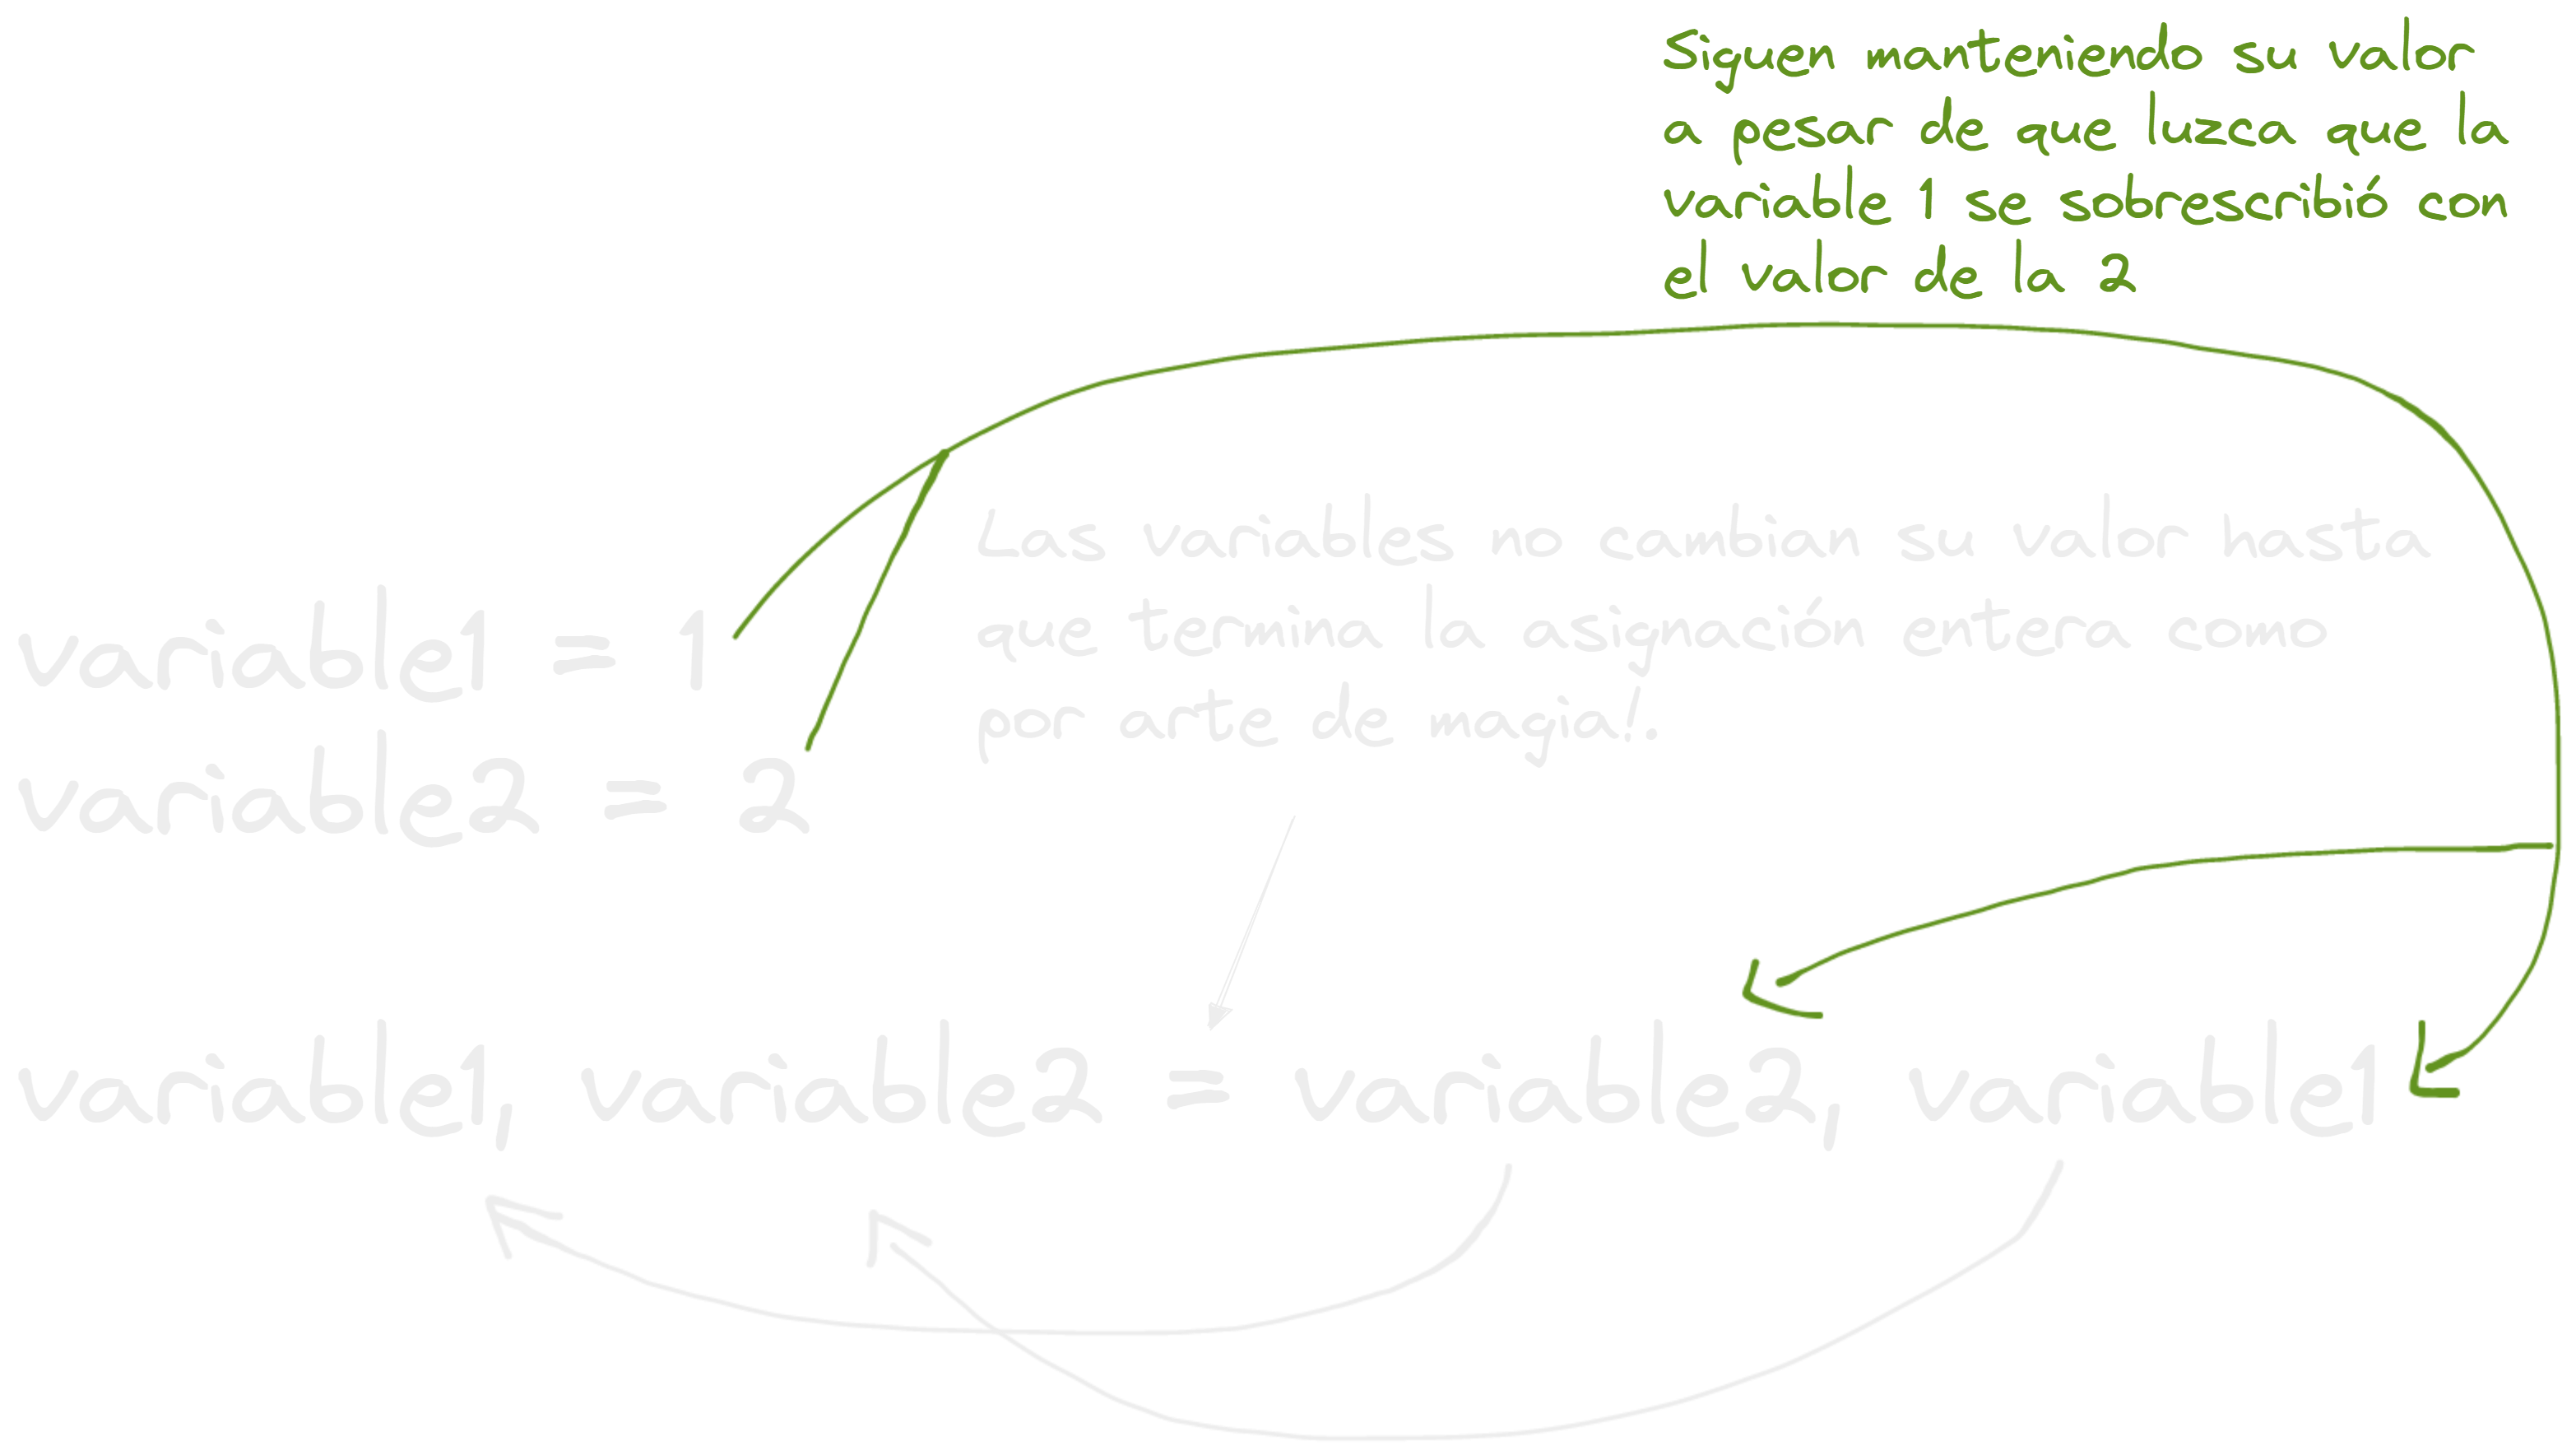 Siguen manteniendo su valor
a pesar de que luzca que la
variable 1 se sobrescribió con
el valor de la 2
Las variables no cambian su valor hasta
que termina la asignación entera como
por arte de magia!.
variable1 = 1
variable2 = 2
variable1, variable2 = variable2, variable1